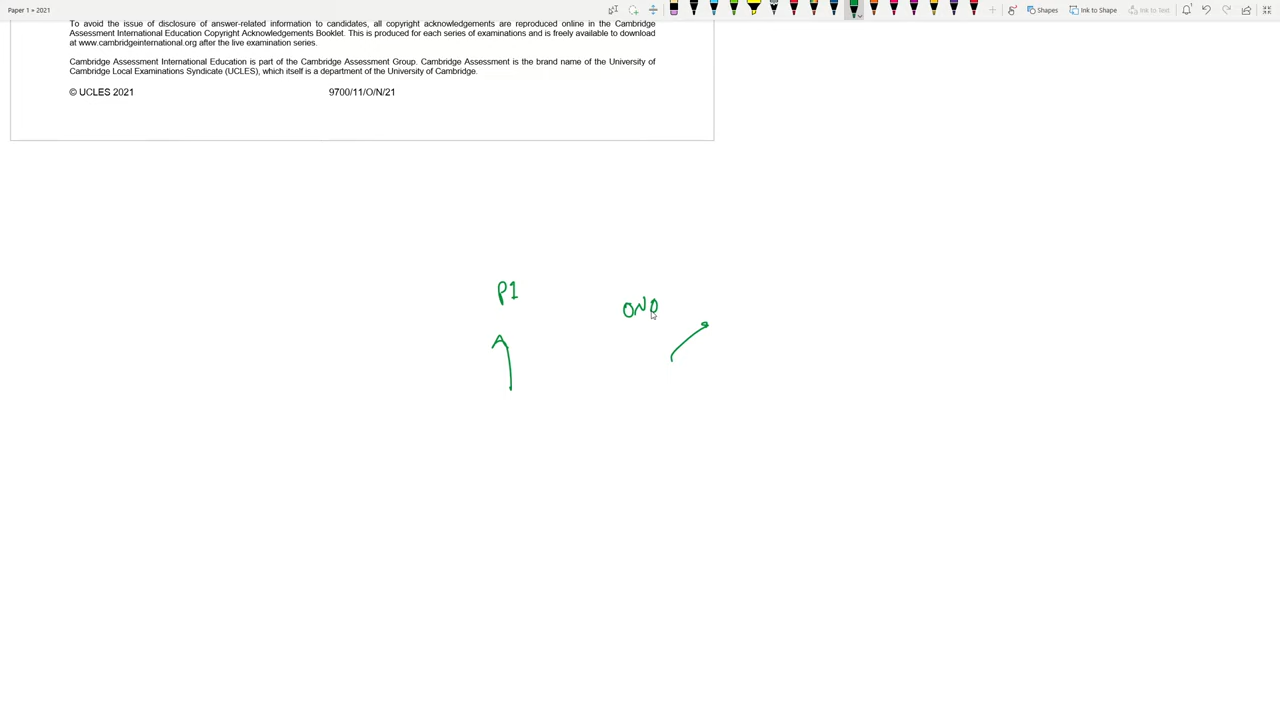 Paper 1 » 2021
Shapes
Ink to Shape
Ink to Text
To avoid the issue of disclosure of answer-related information to candidates, all copyright acknowledgements are reproduced online in the Cambridge
Assessment International Education Copyright Acknowledgements Booklet. This is produced for each series of examinations and is freely available to download
at www.cambridgeinternational.org after the live examination series.
Cambridge Assessment International Education is part of the Cambridge Assessment Group. Cambridge Assessment is the brand name of the University of
Cambridge Local Examinations Syndicate (UCLES), which itself is a department of the University of Cambridge.
© UCLES 2021
9700/11/O/N/21
P1